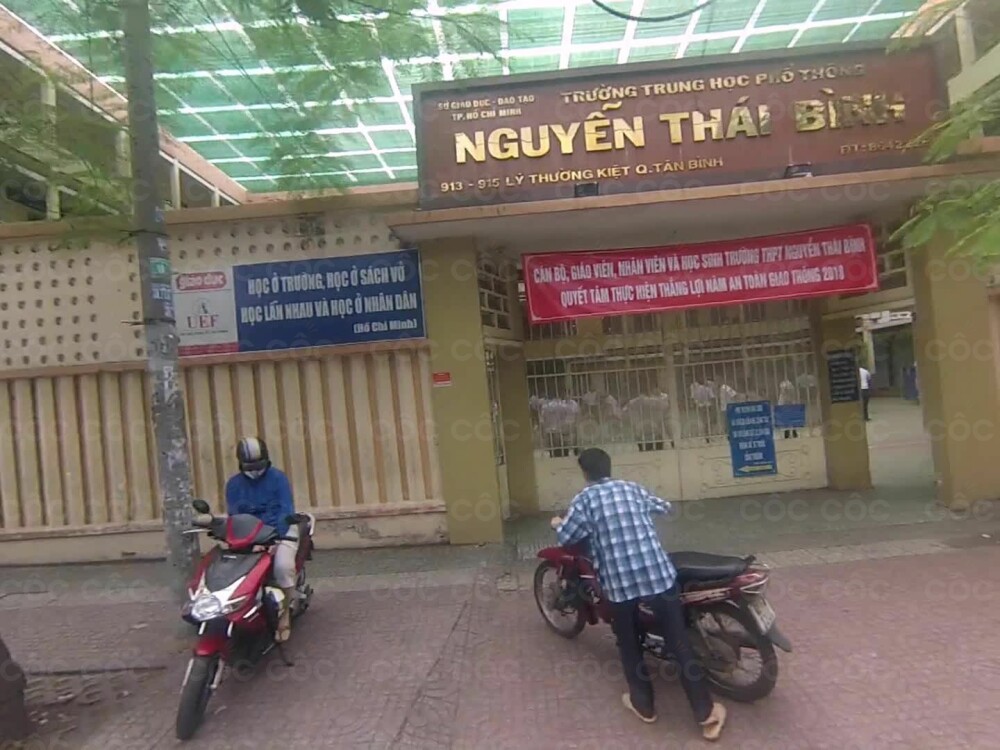 SỞ GIÁO DỤC - ĐÀO TẠO
TP. HỒ CHÍ MINH
TRƯỜNG TRUNG HỌC PHỔ THÔNG
NGUYỄN THÁI BÌNH
913 - 915 LÝ THƯỜNG KIỆT Q.TÂN BÌNH
ĐT:
giáo dục
UEF
HỌC Ở TRƯỜNG, HỌC Ở SÁCH VỞ
HỌC LẪN NHAU VÀ HỌC Ở NHÂN DÂN
(Hồ Chí Minh)
CÁN BỘ, GIÁO VIÊN, NHÂN VIÊN VÀ HỌC SINH TRƯỜNG THPT NGUYỄN THÁI BÌNH
QUYẾT TÂM THỰC HIỆN THẮNG LỢI NĂM AN TOÀN GIAO THÔNG 2018
CỐC CỐC